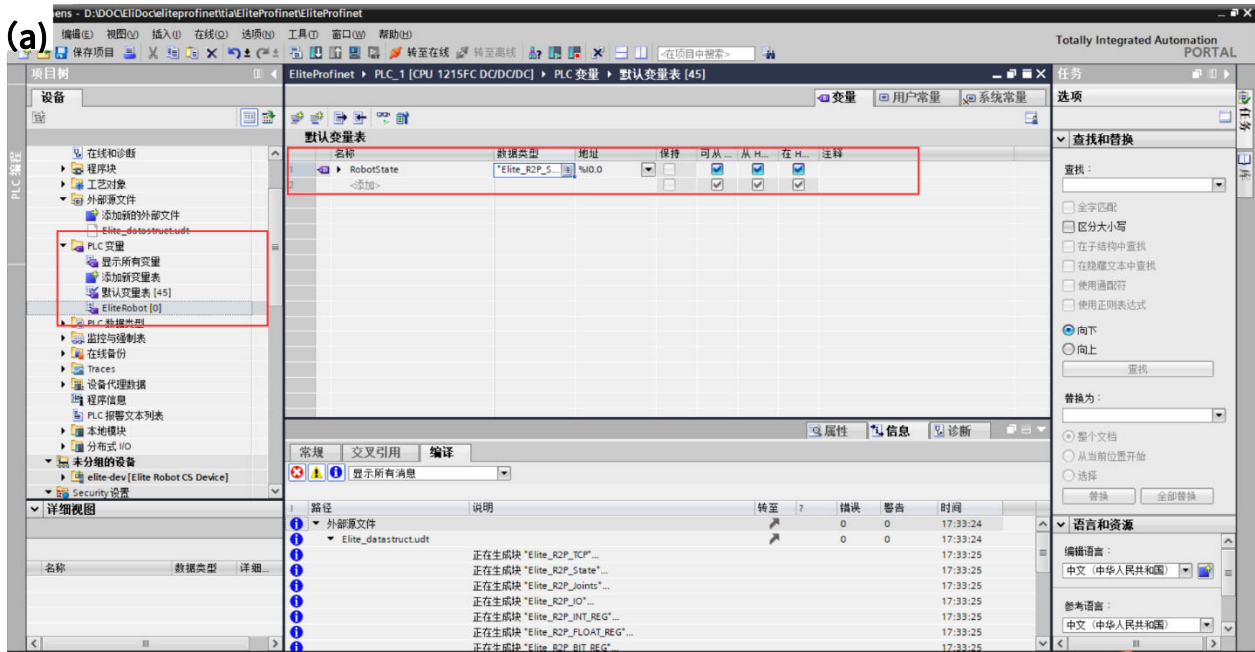 (a)
ens - D:\DOC\EliDoc\eliteprofinet\tia\EliteProfinet\EliteProfinet
编辑(E) 视图(V) 插入(I) 在线(O) 选项(N) 工具(T) 窗口(W) 帮助(H)
保存项目 转至在线 转至离线 <在项目中搜索>
Totally Integrated Automation
PORTAL
项目树
设备
PLC 编程
在线和诊断
程序块
工艺对象
外部源文件
添加新的外部文件
Elite_datastruct.udt
PLC 变量
显示所有变量
添加新变量表
默认变量表 [45]
EliteRobot [0]
PLC 数据类型
监控与强制表
在线备份
Traces
设备代理数据
程序信息
PLC 报警文本列表
本地模块
分布式 I/O
未分组的设备
elite-dev [Elite Robot CS Device]
Security 设置
详细视图
名称 数据类型 详细...
EliteProfinet ▸ PLC_1 [CPU 1215FC DC/DC/DC] ▸ PLC 变量 ▸ 默认变量表 [45]
变量 用户常量 系统常量
默认变量表
名称 数据类型 地址 保持 可从 ... 从 H... 在 H... 注释
1 RobotState "Elite_R2P_S... %I0.0
2 <添加>
属性 信息 诊断
常规 交叉引用 编译
显示所有消息
! 路径 说明 转至 ? 错误 警告 时间
外部源文件 0 0 17:33:24
Elite_datastruct.udt 0 0 17:33:24
正在生成块 "Elite_R2P_TCP"... 17:33:25
正在生成块 "Elite_R2P_State"... 17:33:25
正在生成块 "Elite_R2P_Joints"... 17:33:25
正在生成块 "Elite_R2P_IO"... 17:33:25
正在生成块 "Elite_R2P_INT_REG"... 17:33:25
正在生成块 "Elite_R2P_FLOAT_REG"... 17:33:25
正在生成块 "Elite_R2P_BIT_REG"... 17:33:25
任务
选项
查找和替换
查找：
全字匹配
区分大小写
在子结构中查找
在隐藏文本中查找
使用通配符
使用正则表达式
向下
向上
查找
替换为：
整个文档
从当前位置开始
选择
替换 全部替换
语言和资源
编辑语言：
中文（中华人民共和国）
参考语言：
中文（中华人民共和国）
任务
库